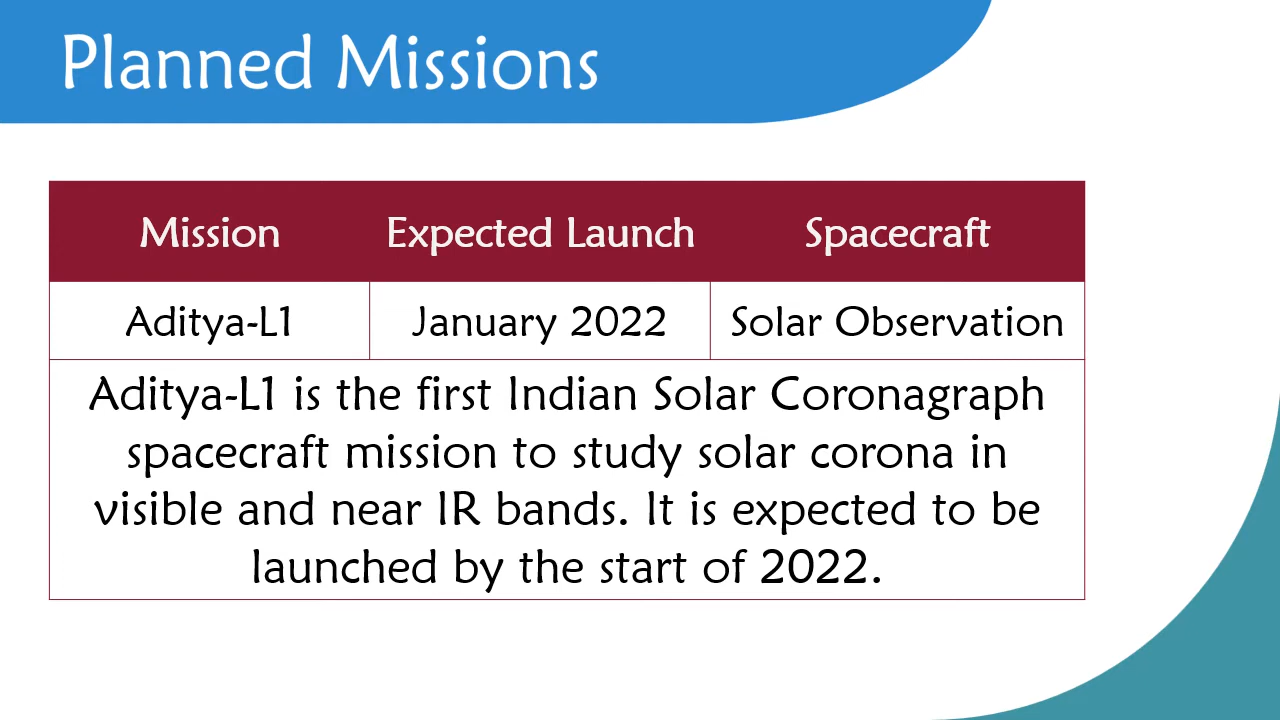 Planned Missions
Mission Expected Launch Spacecraft
Aditya-L1 January 2022 Solar Observation
Aditya-L1 is the first Indian Solar Coronagraph
spacecraft mission to study solar corona in
visible and near IR bands. It is expected to be
launched by the start of 2022.